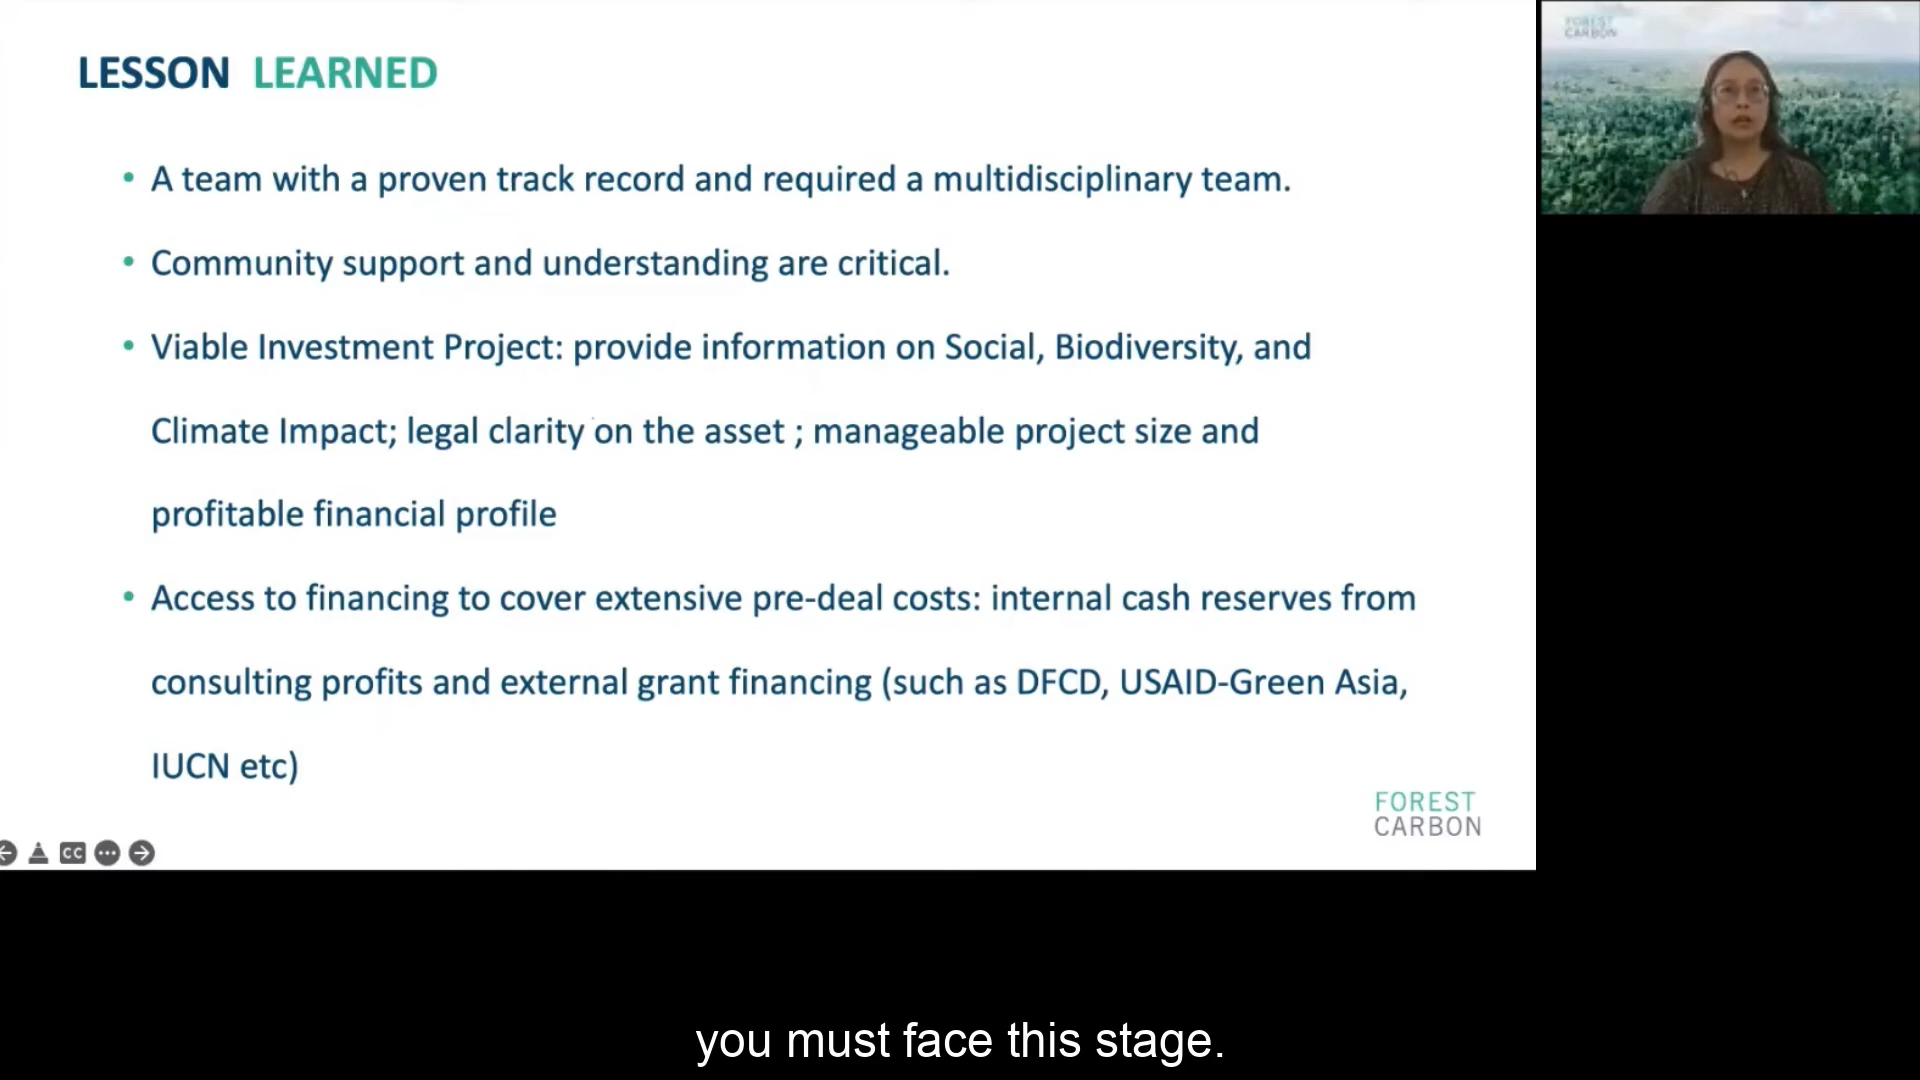 LESSON LEARNED
FOREST
CARBON
• A team with a proven track record and required a multidisciplinary team.
• Community support and understanding are critical.
• Viable Investment Project: provide information on Social, Biodiversity, and
Climate Impact; legal clarity on the asset ; manageable project size and
profitable financial profile
• Access to financing to cover extensive pre-deal costs: internal cash reserves from
consulting profits and external grant financing (such as DFCD, USAID-Green Asia,
IUCN etc)
FOREST
CARBON
CC
you must face this stage.